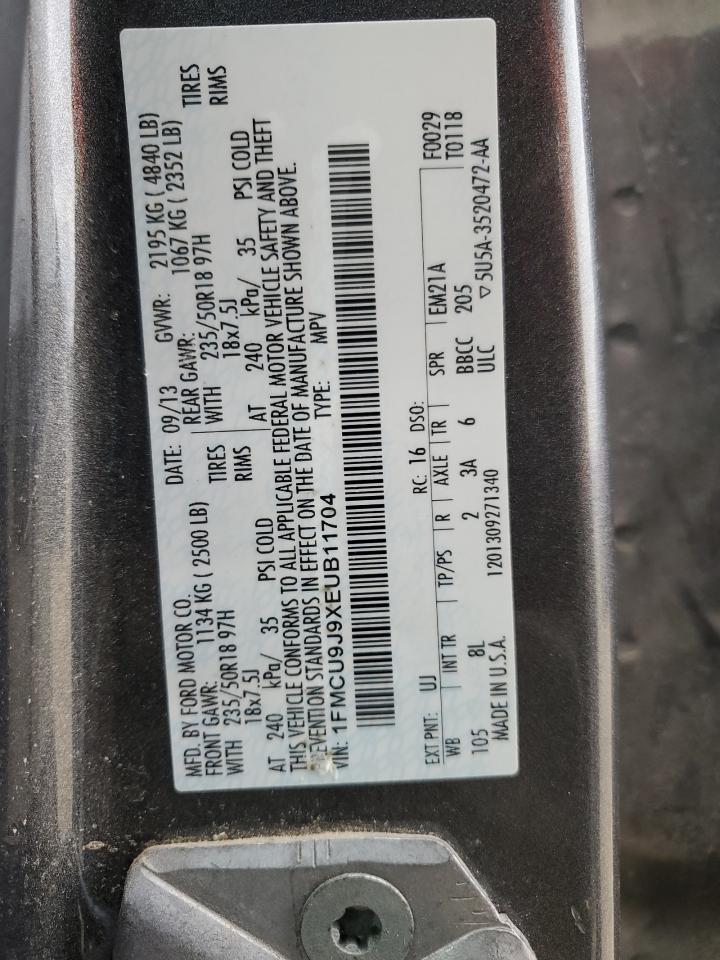 MFD. BY FORD MOTOR CO. DATE: 09/13 GVWR: 2195 KG ( 4840 LB)
FRONT GAWR: 1134 KG ( 2500 LB) REAR GAWR: 1067 KG ( 2352 LB)
WITH 235/50R18 97H TIRES WITH 235/50R18 97H TIRES
18x7.5J RIMS 18x7.5J RIMS
AT 240 kPa/ 35 PSI COLD AT 240 kPa/ 35 PSI COLD
THIS VEHICLE CONFORMS TO ALL APPLICABLE FEDERAL MOTOR VEHICLE SAFETY AND THEFT
PREVENTION STANDARDS IN EFFECT ON THE DATE OF MANUFACTURE SHOWN ABOVE.
VIN: 1FMCU9J9XEUB11704 TYPE: MPV
EXT PNT: UJ RC: 16 DSO: F0029
WB INT TR TP/PS R AXLE TR SPR EM21A T0118
105 8L 2 3A 6 BBCC 205
MADE IN U.S.A. 1201309271340 ULC ▽5U5A-3520472-AA